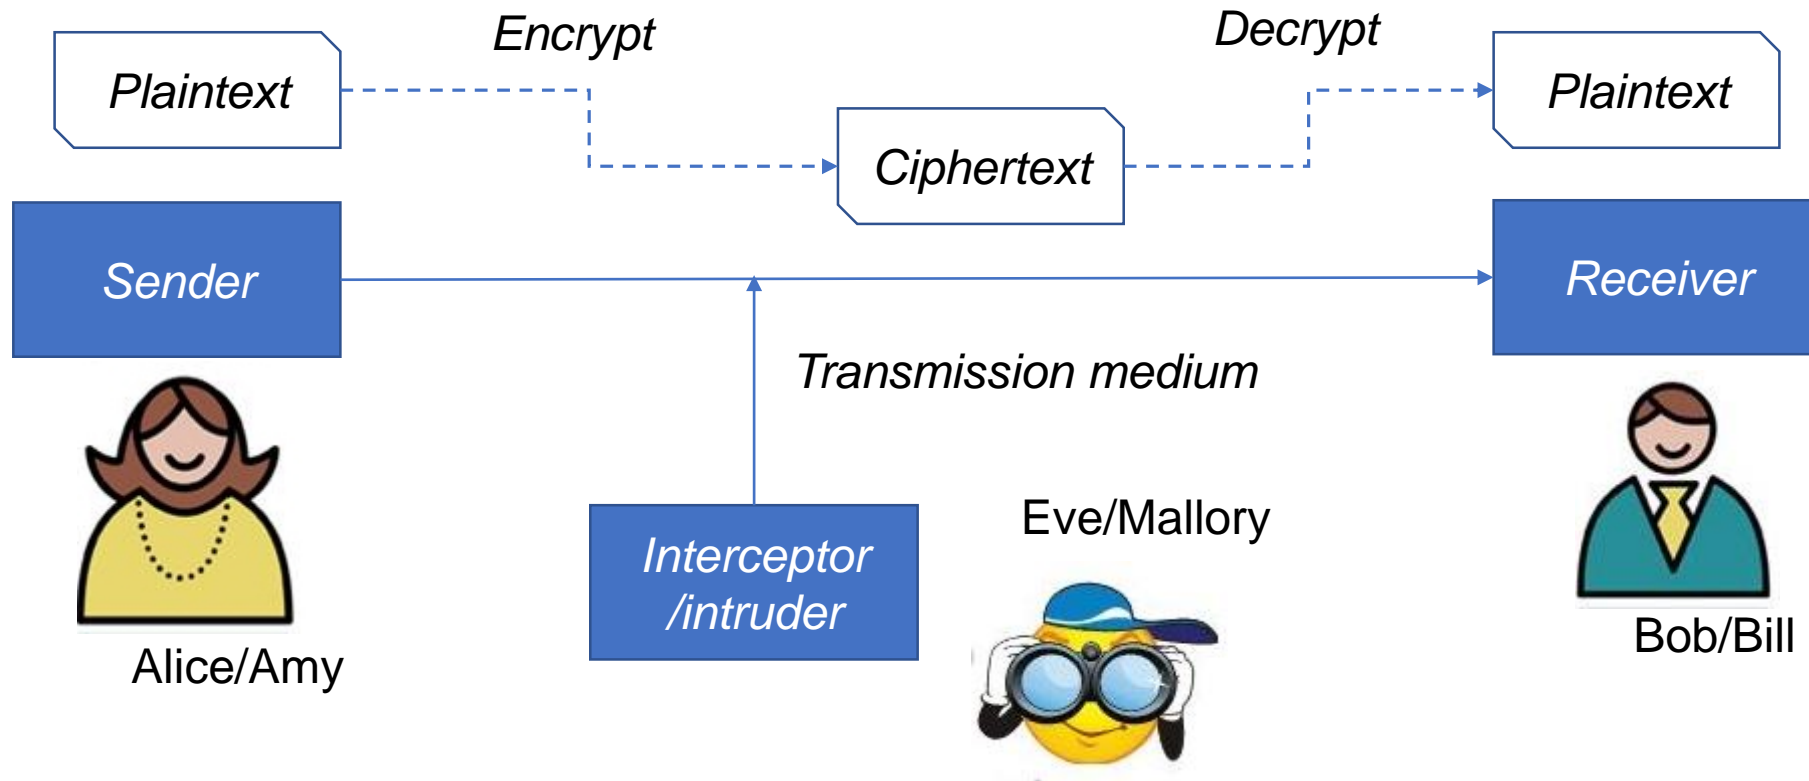 Encrypt
Decrypt
Plaintext
Plaintext
Ciphertext
Sender
Receiver
Transmission medium
Eve/Mallory
Interceptor
/intruder
Alice/Amy
Bob/Bill